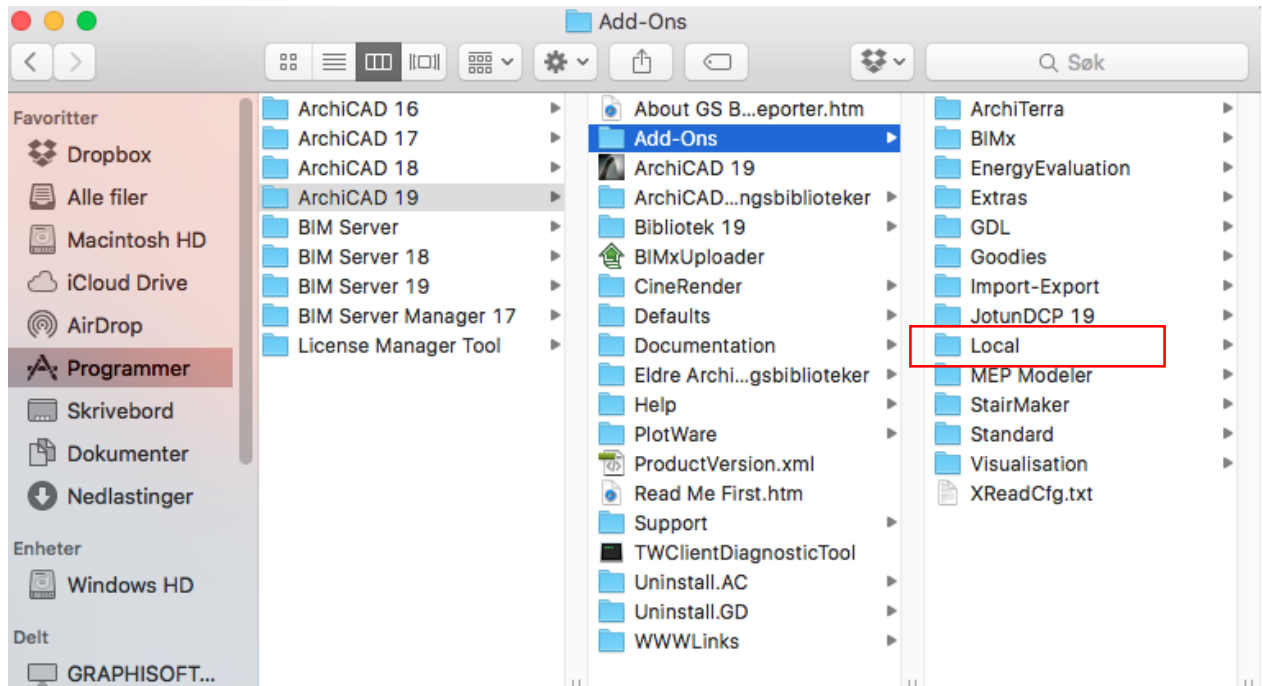 Add-Ons
Søk
Favoritter
Dropbox
Alle filer
Macintosh HD
iCloud Drive
AirDrop
Programmer
Skrivebord
Dokumenter
Nedlastinger
Enheter
Windows HD
Delt
GRAPHISOFT...
ArchiCAD 16
ArchiCAD 17
ArchiCAD 18
ArchiCAD 19
BIM Server
BIM Server 18
BIM Server 19
BIM Server Manager 17
License Manager Tool
About GS B...eporter.htm
Add-Ons
ArchiCAD 19
ArchiCAD...ngsbiblioteker
Bibliotek 19
BIMxUploader
CineRender
Defaults
Documentation
Eldre Archi...gsbiblioteker
Help
PlotWare
ProductVersion.xml
Read Me First.htm
Support
TWClientDiagnosticTool
Uninstall.AC
Uninstall.GD
WWWLinks
ArchiTerra
BIMx
EnergyEvaluation
Extras
GDL
Goodies
Import-Export
JotunDCP 19
Local
MEP Modeler
StairMaker
Standard
Visualisation
XReadCfg.txt